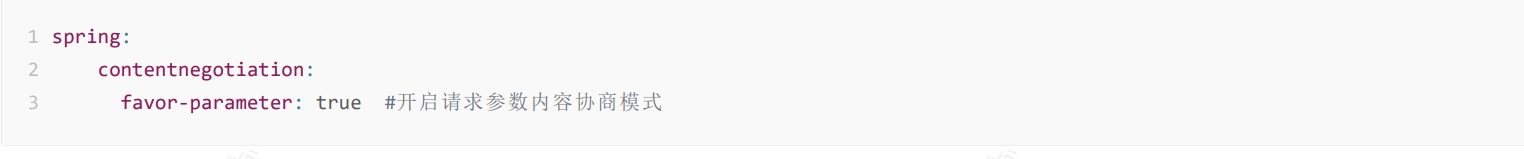 1 spring:
2     contentnegotiation:
3       favor-parameter: true  #开启请求参数内容协商模式